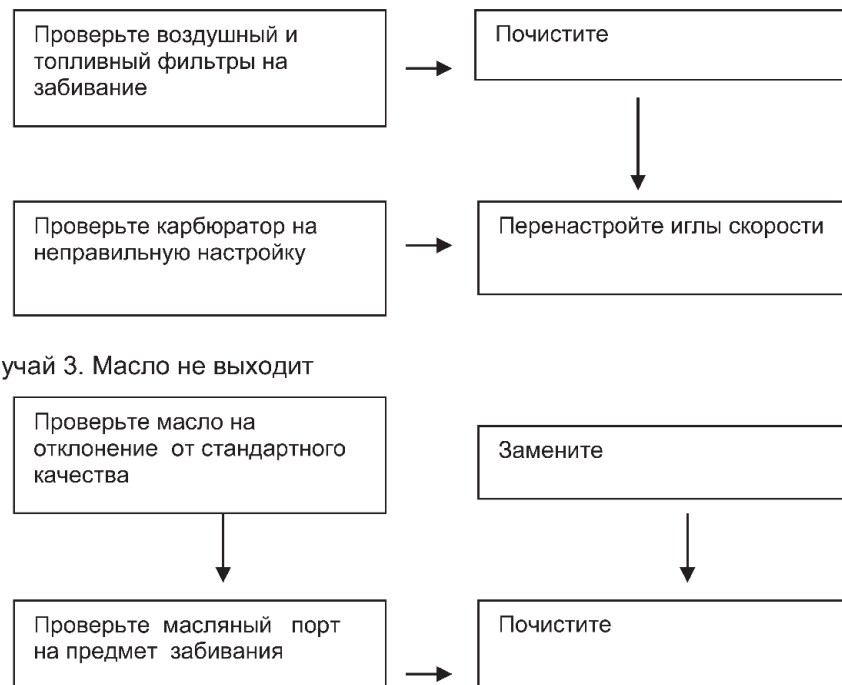 Проверьте воздушный и
топливный фильтры на
забивание
Почистите
Проверьте карбюратор на
неправильную настройку
Перенастройте иглы скорости
учай 3. Масло не выходит
Проверьте масло на
отклонение от стандартного
качества
Замените
Проверьте масляный порт
на предмет забивания
Почистите